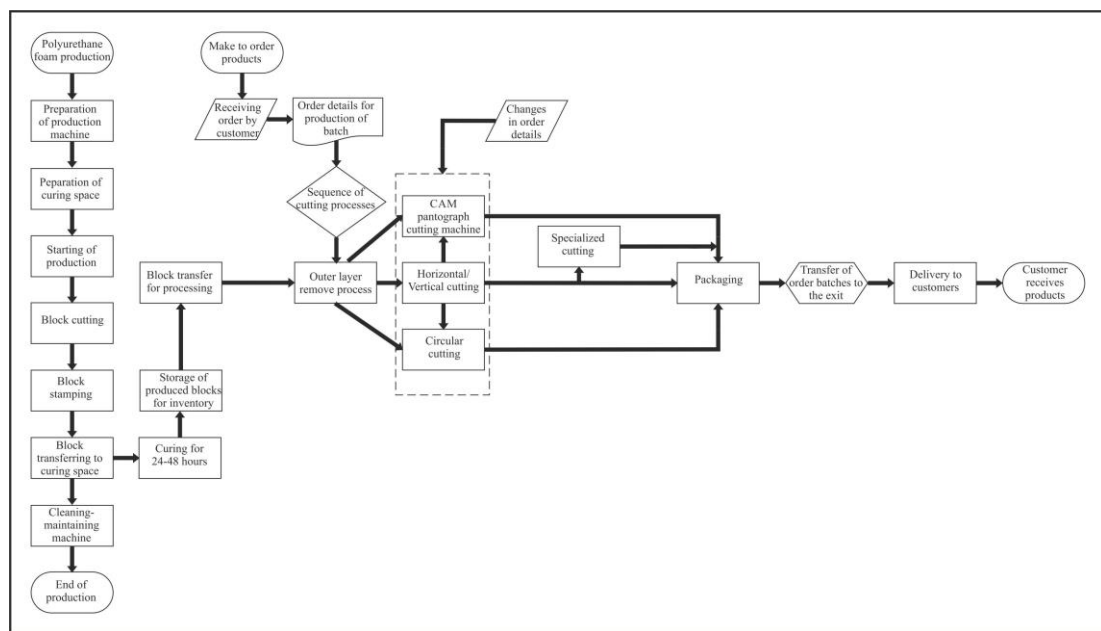 Polyurethane
foam production
Preparation
of production
machine
Peparation of
curing space
Starting of
production
Block cutting
Block
stamping
Block
transferring to
curing space
Cleaning-
maintaining
machine
End of
production
Curing for
24-48 hours
Storage of
produced blocks
for inventory
Block transfer
for processing
Make to order
products
Receiving
order by
customer
Order details for
production of
batch
Sequence of
cutting processes
Outer layer
remove process
Changes
in order
details
CAM
pantograph
cutting machine
Horizontal/
Vertical cutting
Circular
cutting
Specialized
cutting
Packaging
Transfer of
order batches to
the exit
Delivery to
customers
Customer
receives
products